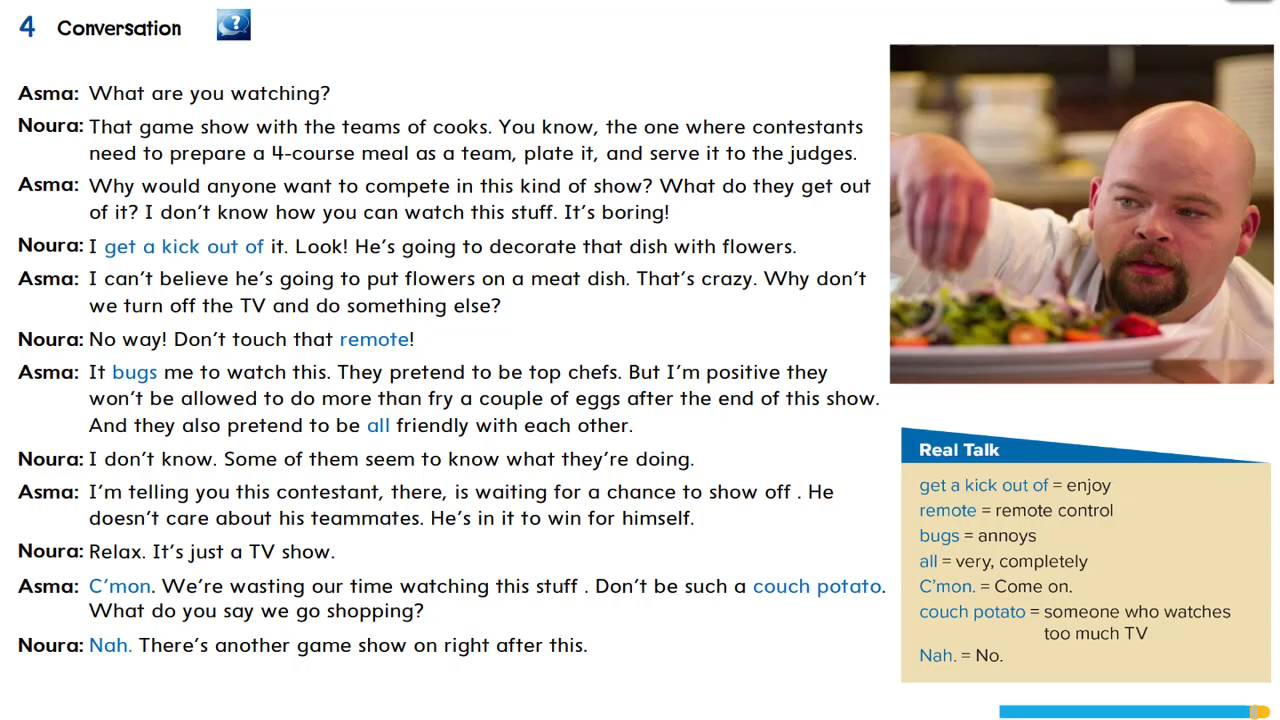 4 Conversation
Asma: What are you watching?
Noura: That game show with the teams of cooks. You know, the one where contestants
need to prepare a 4-course meal as a team, plate it, and serve it to the judges.
Asma: Why would anyone want to compete in this kind of show? What do they get out
of it? I don't know how you can watch this stuff. It's boring!
Noura: I get a kick out of it. Look! He's going to decorate that dish with flowers.
Asma: I can't believe he's going to put flowers on a meat dish. That's crazy. Why don't
we turn off the TV and do something else?
Noura: No way! Don't touch that remote!
Asma: It bugs me to watch this. They pretend to be top chefs. But I'm positive they
won't be allowed to do more than fry a couple of eggs after the end of this show.
And they also pretend to be all friendly with each other.
Noura: I don't know. Some of them seem to know what they're doing.
Asma: I'm telling you this contestant, there, is waiting for a chance to show off . He
doesn't care about his teammates. He's in it to win for himself.
Noura: Relax. It's just a TV show.
Asma: C'mon. We're wasting our time watching this stuff . Don't be such a couch potato.
What do you say we go shopping?
Noura: Nah. There's another game show on right after this.
Real Talk
get a kick out of = enjoy
remote = remote control
bugs = annoys
all = very, completely
C'mon. = Come on.
couch potato = someone who watches
too much TV
Nah. = No.